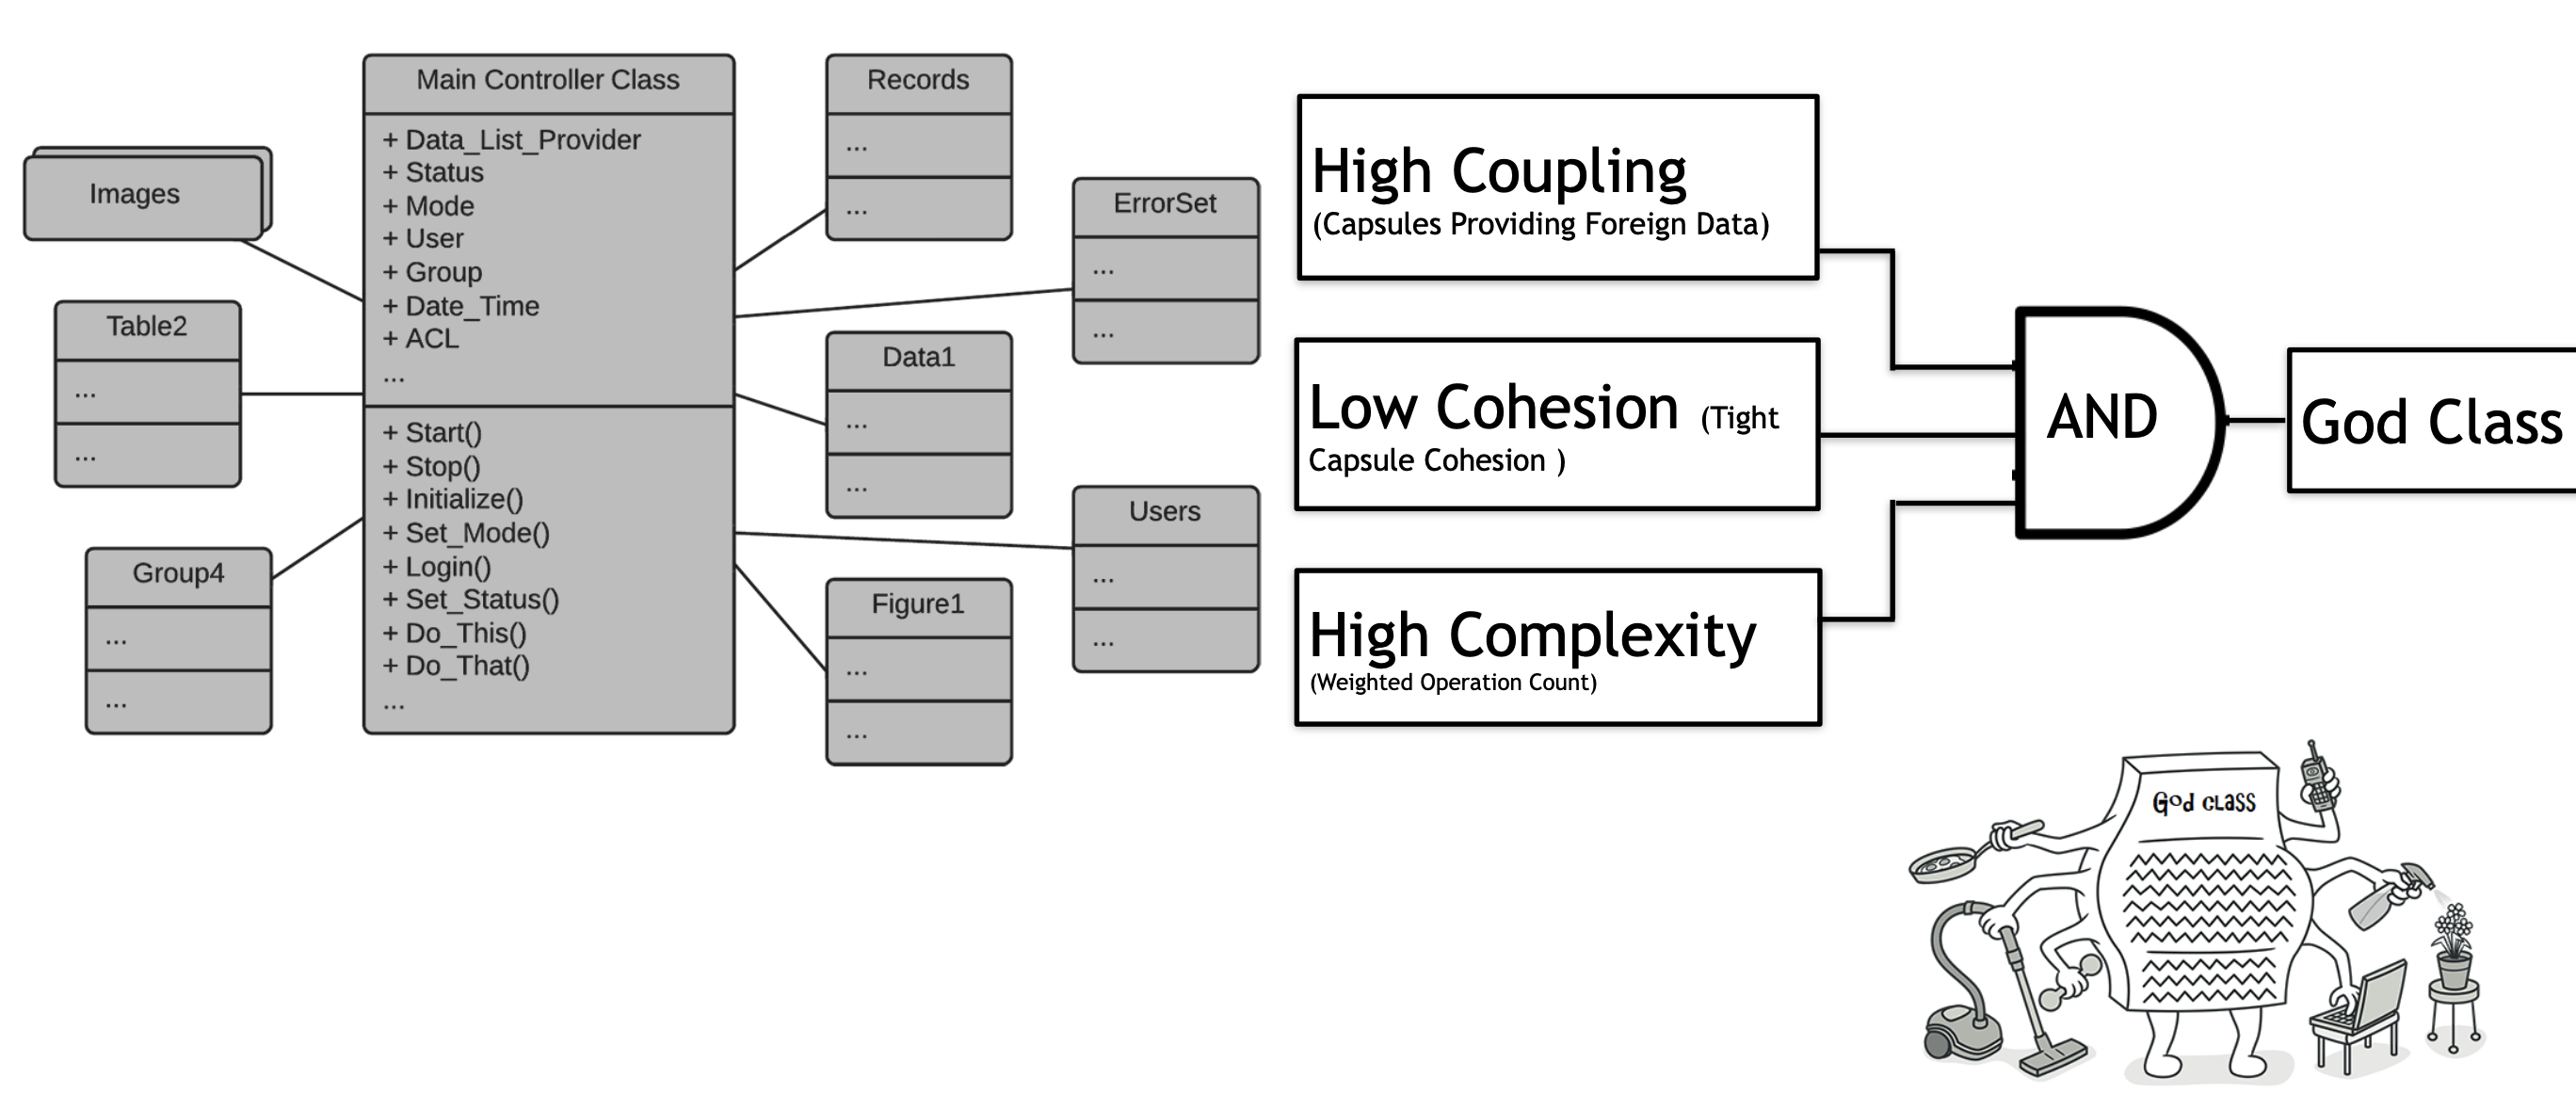 Images
Table2
...
...
Group4
...
...
Main Controller Class
+ Data_List_Provider
+ Status
+ Mode
+ User
+ Group
+ Date_Time
+ ACL
...
+ Start()
+ Stop()
+ Initialize()
+ Set_Mode()
+ Login()
+ Set_Status()
+ Do_This()
+ Do_That()
...
Records
...
...
ErrorSet
...
...
Data1
...
...
Users
...
...
Figure1
...
...
High Coupling
(Capsules Providing Foreign Data)
Low Cohesion (Tight
Capsule Cohesion )
High Complexity
(Weighted Operation Count)
AND
God Class
God class